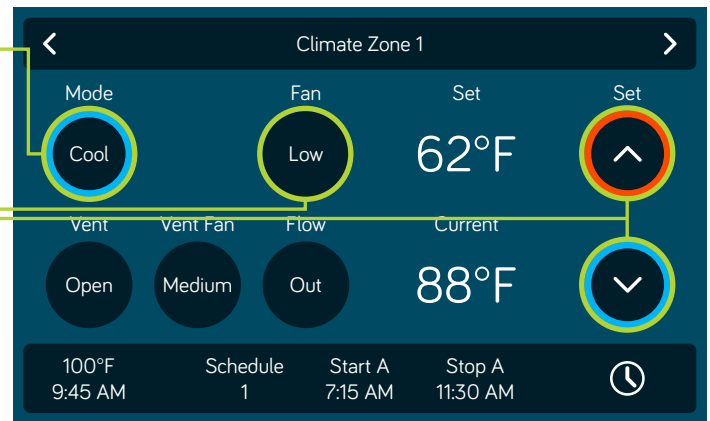 Climate Zone 1
Mode Fan Set Set
Cool Low 62°F
Vent Vent Fan Flow Current
Open Medium Out 88°F
100°F Schedule Start A Stop A
9:45 AM 1 7:15 AM 11:30 AM